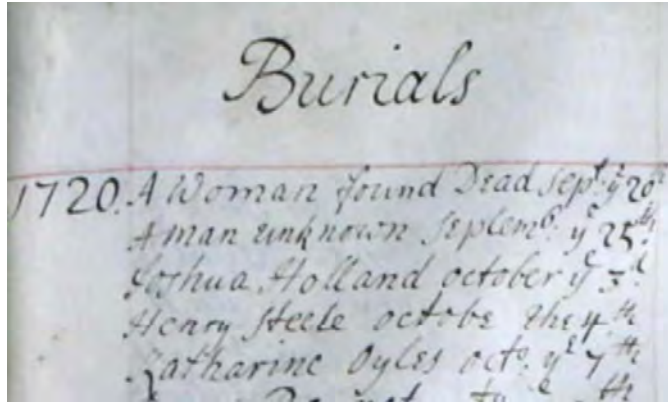 Burials
1720. A Woman found Dead Sept: ye 20th
A man unknown Septemb: ye 25th
Joshua Holland october ye 3d
Henry Steele octobr the 4th
Katharine Oyles octo: ye 7th